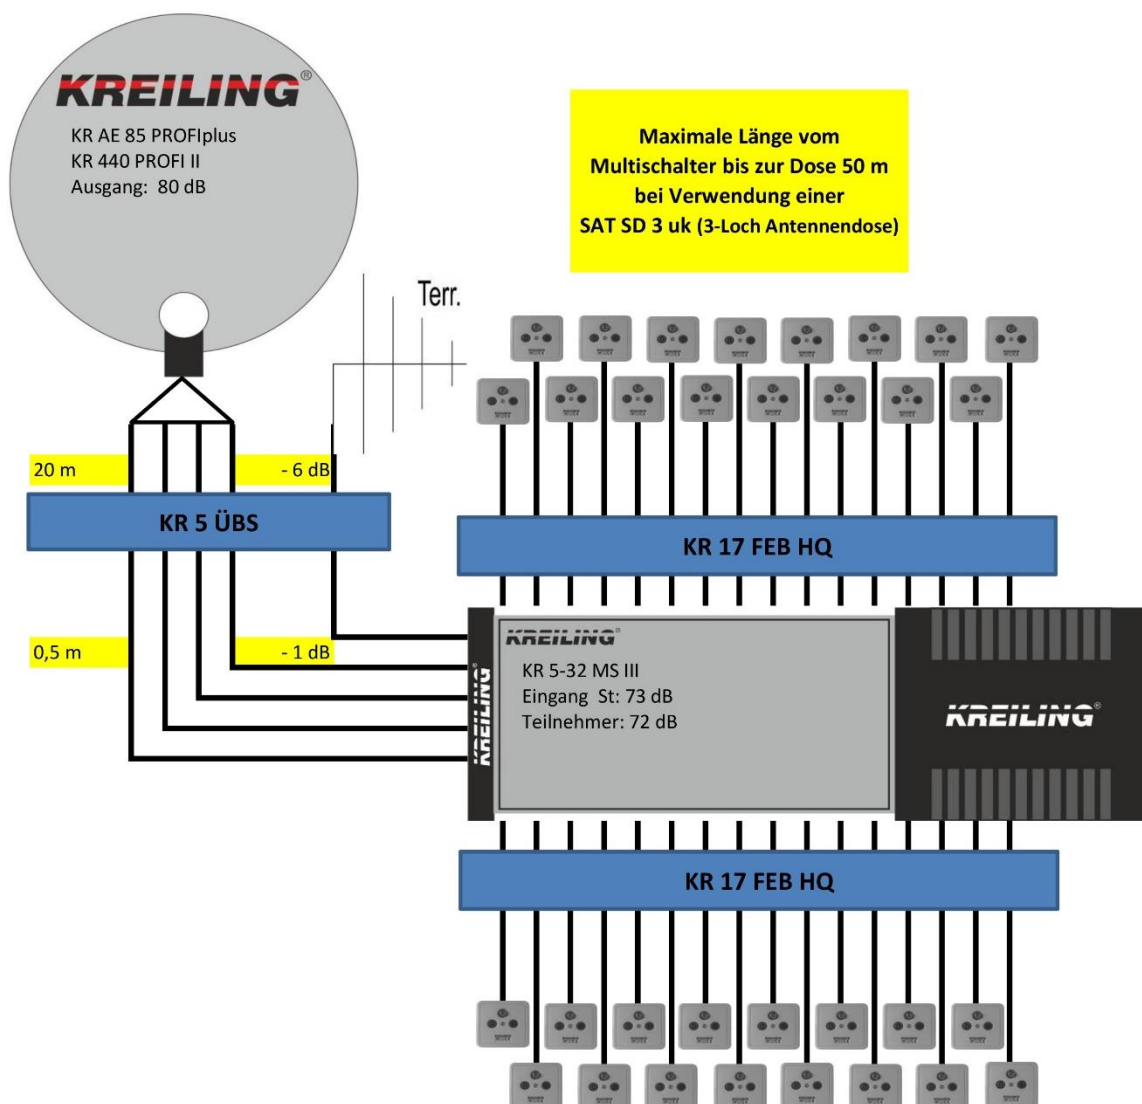 KREILING®
KR AE 85 PROFIplus
KR 440 PROFI II
Ausgang: 80 dB
Maximale Länge vom
Multischalter bis zur Dose 50 m
bei Verwendung einer
SAT SD 3 uk (3-Loch Antennendose)
Terr.
20 m
- 6 dB
KR 5 ÜBS
KR 17 FEB HQ
0,5 m
- 1 dB
KREILING®
KREILING®
KR 5-32 MS III
Eingang St: 73 dB
Teilnehmer: 72 dB
KREILING®
KR 17 FEB HQ